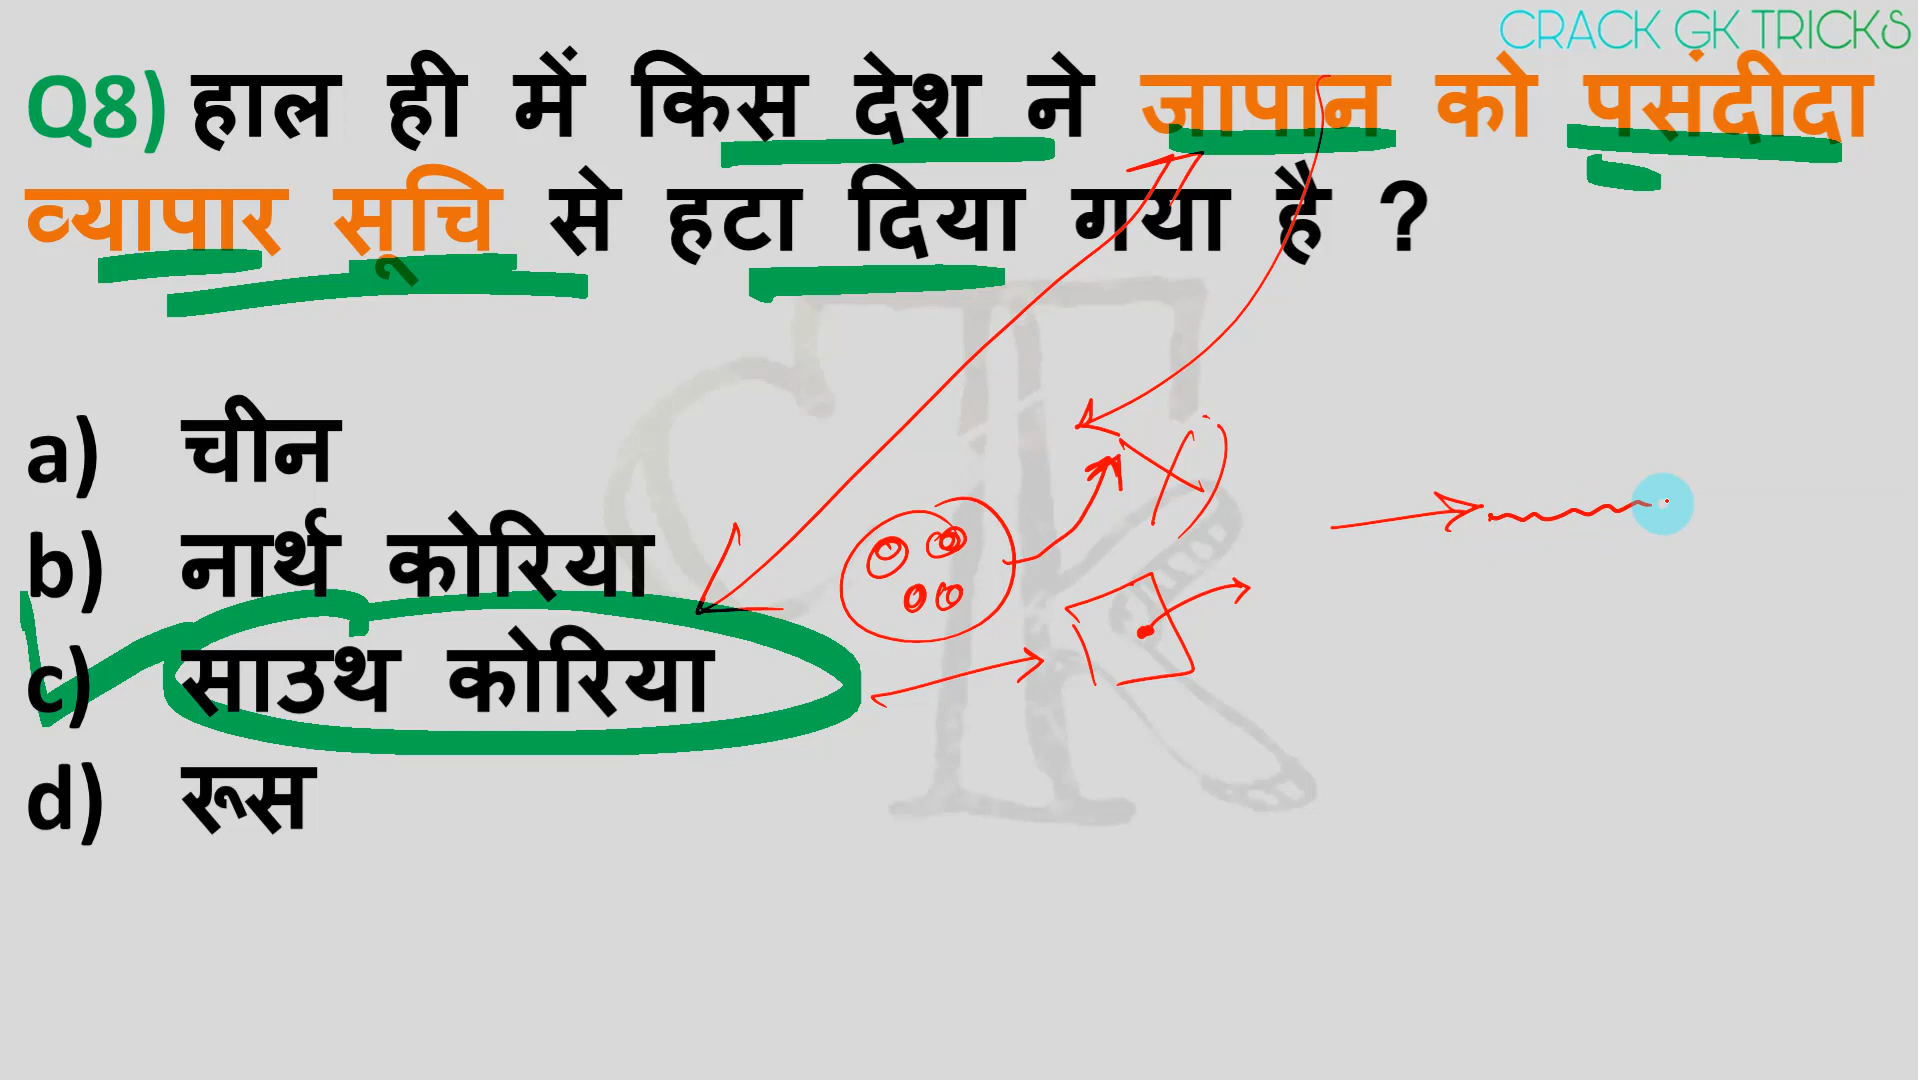 CRACK GK TRICKS
Q8) हाल ही में किस देश ने जापान को पसंदीदा
व्यापार सूचि से हटा दिया गया है ?
a) चीन
b) नार्थ कोरिया
c) साउथ कोरिया
d) रूस